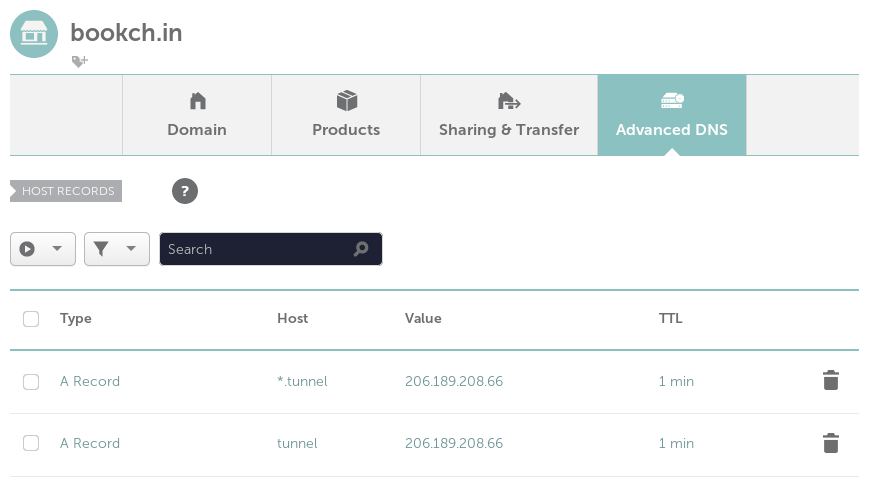 bookch.in
Domain
Products
Sharing & Transfer
Advanced DNS
HOST RECORDS ?
Search
Type Host Value TTL
A Record *.tunnel 206.189.208.66 1 min
A Record tunnel 206.189.208.66 1 min